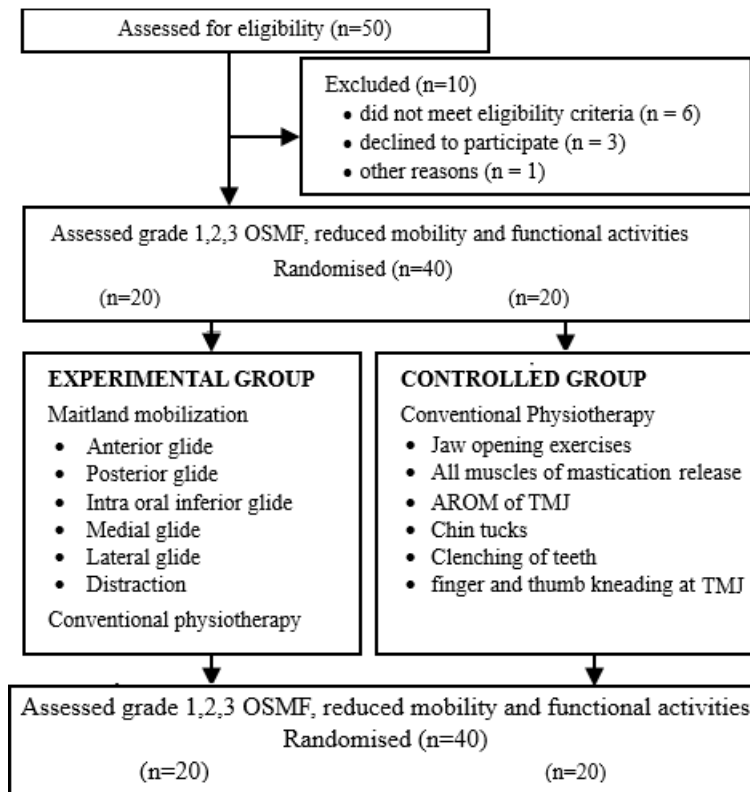 Assessed for eligibility (n=50)
Excluded (n=10)
• did not meet eligibility criteria (n = 6)
• declined to participate (n = 3)
• other reasons (n = 1)
Assessed grade 1,2,3 OSMF, reduced mobility and functional activities
Randomised (n=40)
(n=20) (n=20)
EXPERIMENTAL GROUP
Maitland mobilization
• Anterior glide
• Posterior glide
• Intra oral inferior glide
• Medial glide
• Lateral glide
• Distraction
Conventional physiotherapy
CONTROLLED GROUP
Conventional Physiotherapy
• Jaw opening exercises
• All muscles of mastication release
• AROM of TMJ
• Chin tucks
• Clenching of teeth
• finger and thumb kneading at TMJ
Assessed grade 1,2,3 OSMF, reduced mobility and functional activities
Randomised (n=40)
(n=20) (n=20)